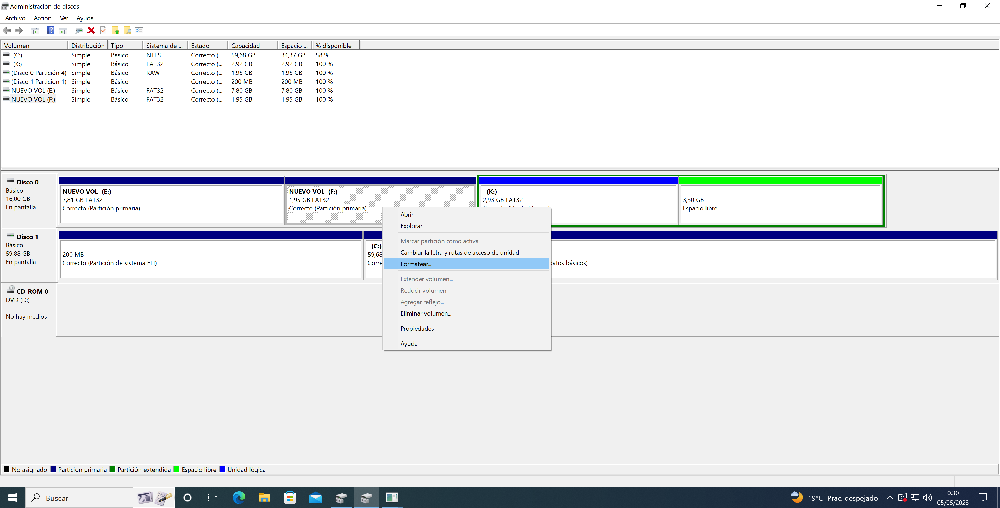 Administración de discos
Archivo Acción Ver Ayuda
Volumen Distribución Tipo Sistema de ... Estado Capacidad Espacio ... % disponible
(C:) Simple Básico NTFS Correcto (... 59,68 GB 34,37 GB 58 %
(K:) Simple Básico FAT32 Correcto (... 2,92 GB 2,92 GB 100 %
(Disco 0 Partición 4) Simple Básico RAW Correcto (... 1,95 GB 1,95 GB 100 %
(Disco 1 Partición 1) Simple Básico Correcto (... 200 MB 200 MB 100 %
NUEVO VOL (E:) Simple Básico FAT32 Correcto (... 7,80 GB 7,80 GB 100 %
NUEVO VOL (F:) Simple Básico FAT32 Correcto (... 1,95 GB 1,95 GB 100 %
Disco 0
Básico
16,00 GB
En pantalla
NUEVO VOL (E:)
7,81 GB FAT32
Correcto (Partición primaria)
NUEVO VOL (F:)
1,95 GB FAT32
Correcto (Partición primaria)
(K:)
2,93 GB FAT32
3,30 GB
Espacio libre
Disco 1
Básico
59,88 GB
En pantalla
200 MB
Correcto (Partición de sistema EFI)
(C:)
59,68
Corre
datos básicos)
Abrir
Explorar
Marcar partición como activa
Cambiar la letra y rutas de acceso de unidad...
Formatear...
Extender volumen...
Reducir volumen...
Agregar reflejo...
Eliminar volumen...
Propiedades
Ayuda
CD-ROM 0
DVD (D:)
No hay medios
No asignado Partición primaria Partición extendida Espacio libre Unidad lógica
Buscar
19°C Prac. despejado
0:30
05/05/2023